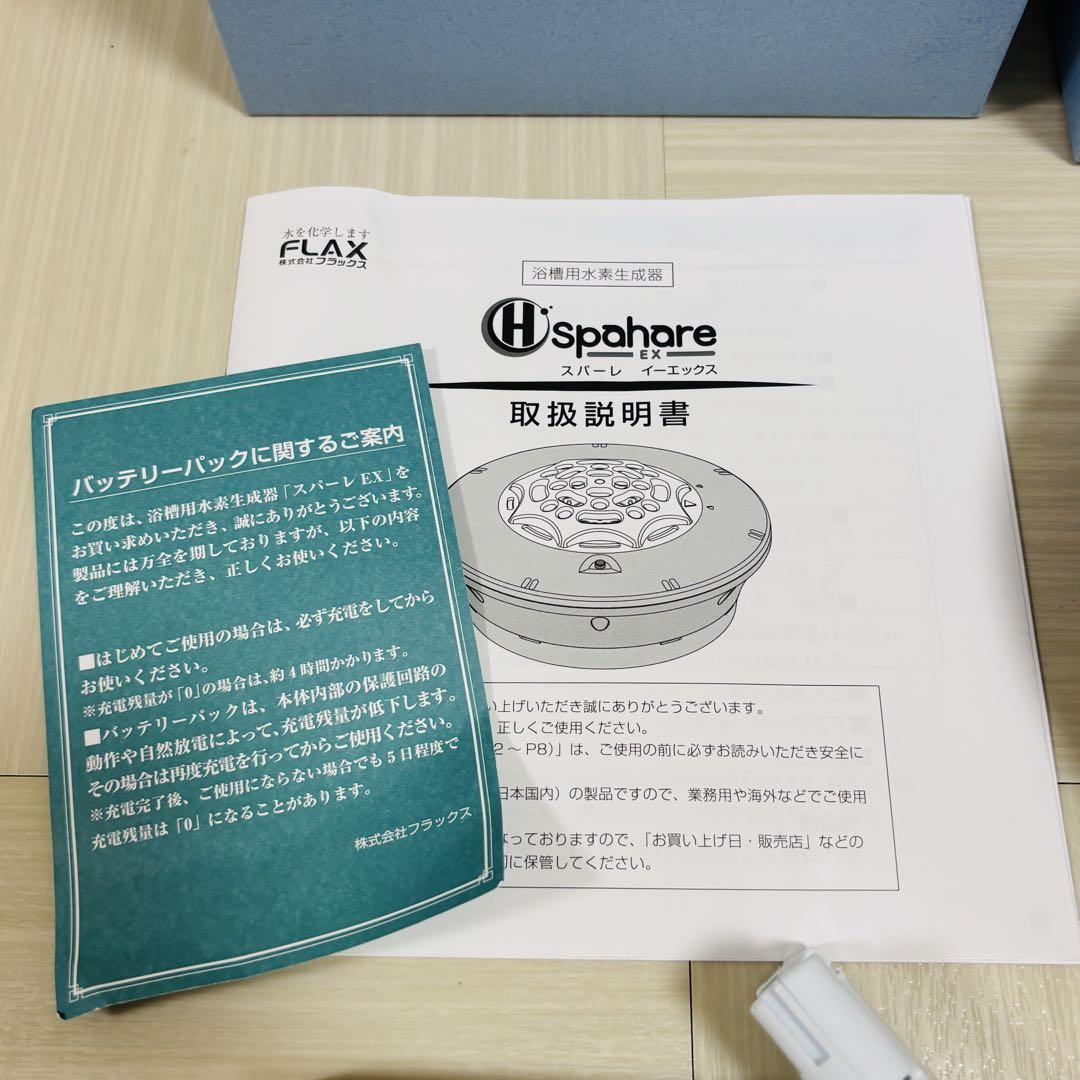 水を化学します
FLAX
株式会社フラックス
浴槽用水素生成器
H spahare
EX
スパーレ イーエックス
取扱説明書
い上げいただき誠にありがとうございます。
正しくご使用ください。
2～P8)」は、ご使用の前に必ずお読みいただき安全に
日本国内）の製品ですので、業務用や海外などでご使用
なっておりますので、「お買い上げ日・販売店」などの
に保管してください。
バッテリーパックに関するご案内
この度は、浴槽用水素生成器「スパーレEX」を
お買い求めいただき、誠にありがとうございます。
製品には万全を期しておりますが、以下の内容
をご理解いただき、正しくお使いください。
■はじめてご使用の場合は、必ず充電をしてから
お使いください。
※充電残量が「0」の場合は、約4時間かかります。
■バッテリーパックは、本体内部の保護回路の
動作や自然放電によって、充電残量が低下します。
その場合は再度充電を行ってからご使用ください。
※充電完了後、ご使用にならない場合でも5日程度で
充電残量は「0」になることがあります。
株式会社フラックス